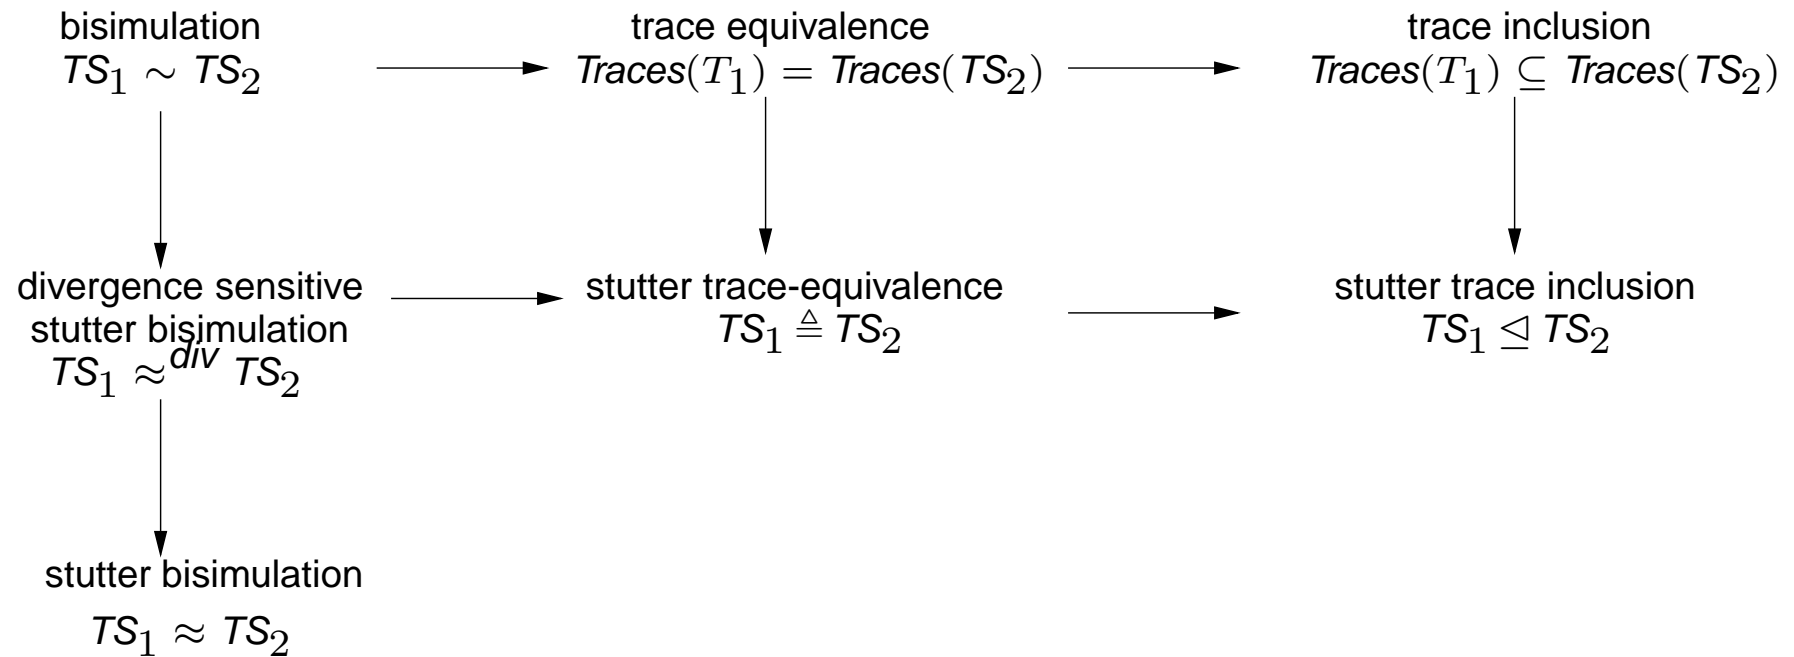 bisimulation
TS₁ ∼ TS₂
trace equivalence
Traces(T₁) = Traces(TS₂)
trace inclusion
Traces(T₁) ⊆ Traces(TS₂)
divergence sensitive
stutter bisimulation
TS₁ ≈ᵈⁱᵛ TS₂
stutter trace-equivalence
TS₁ ≜ TS₂
stutter trace inclusion
TS₁ ⊴ TS₂
stutter bisimulation
TS₁ ≈ TS₂